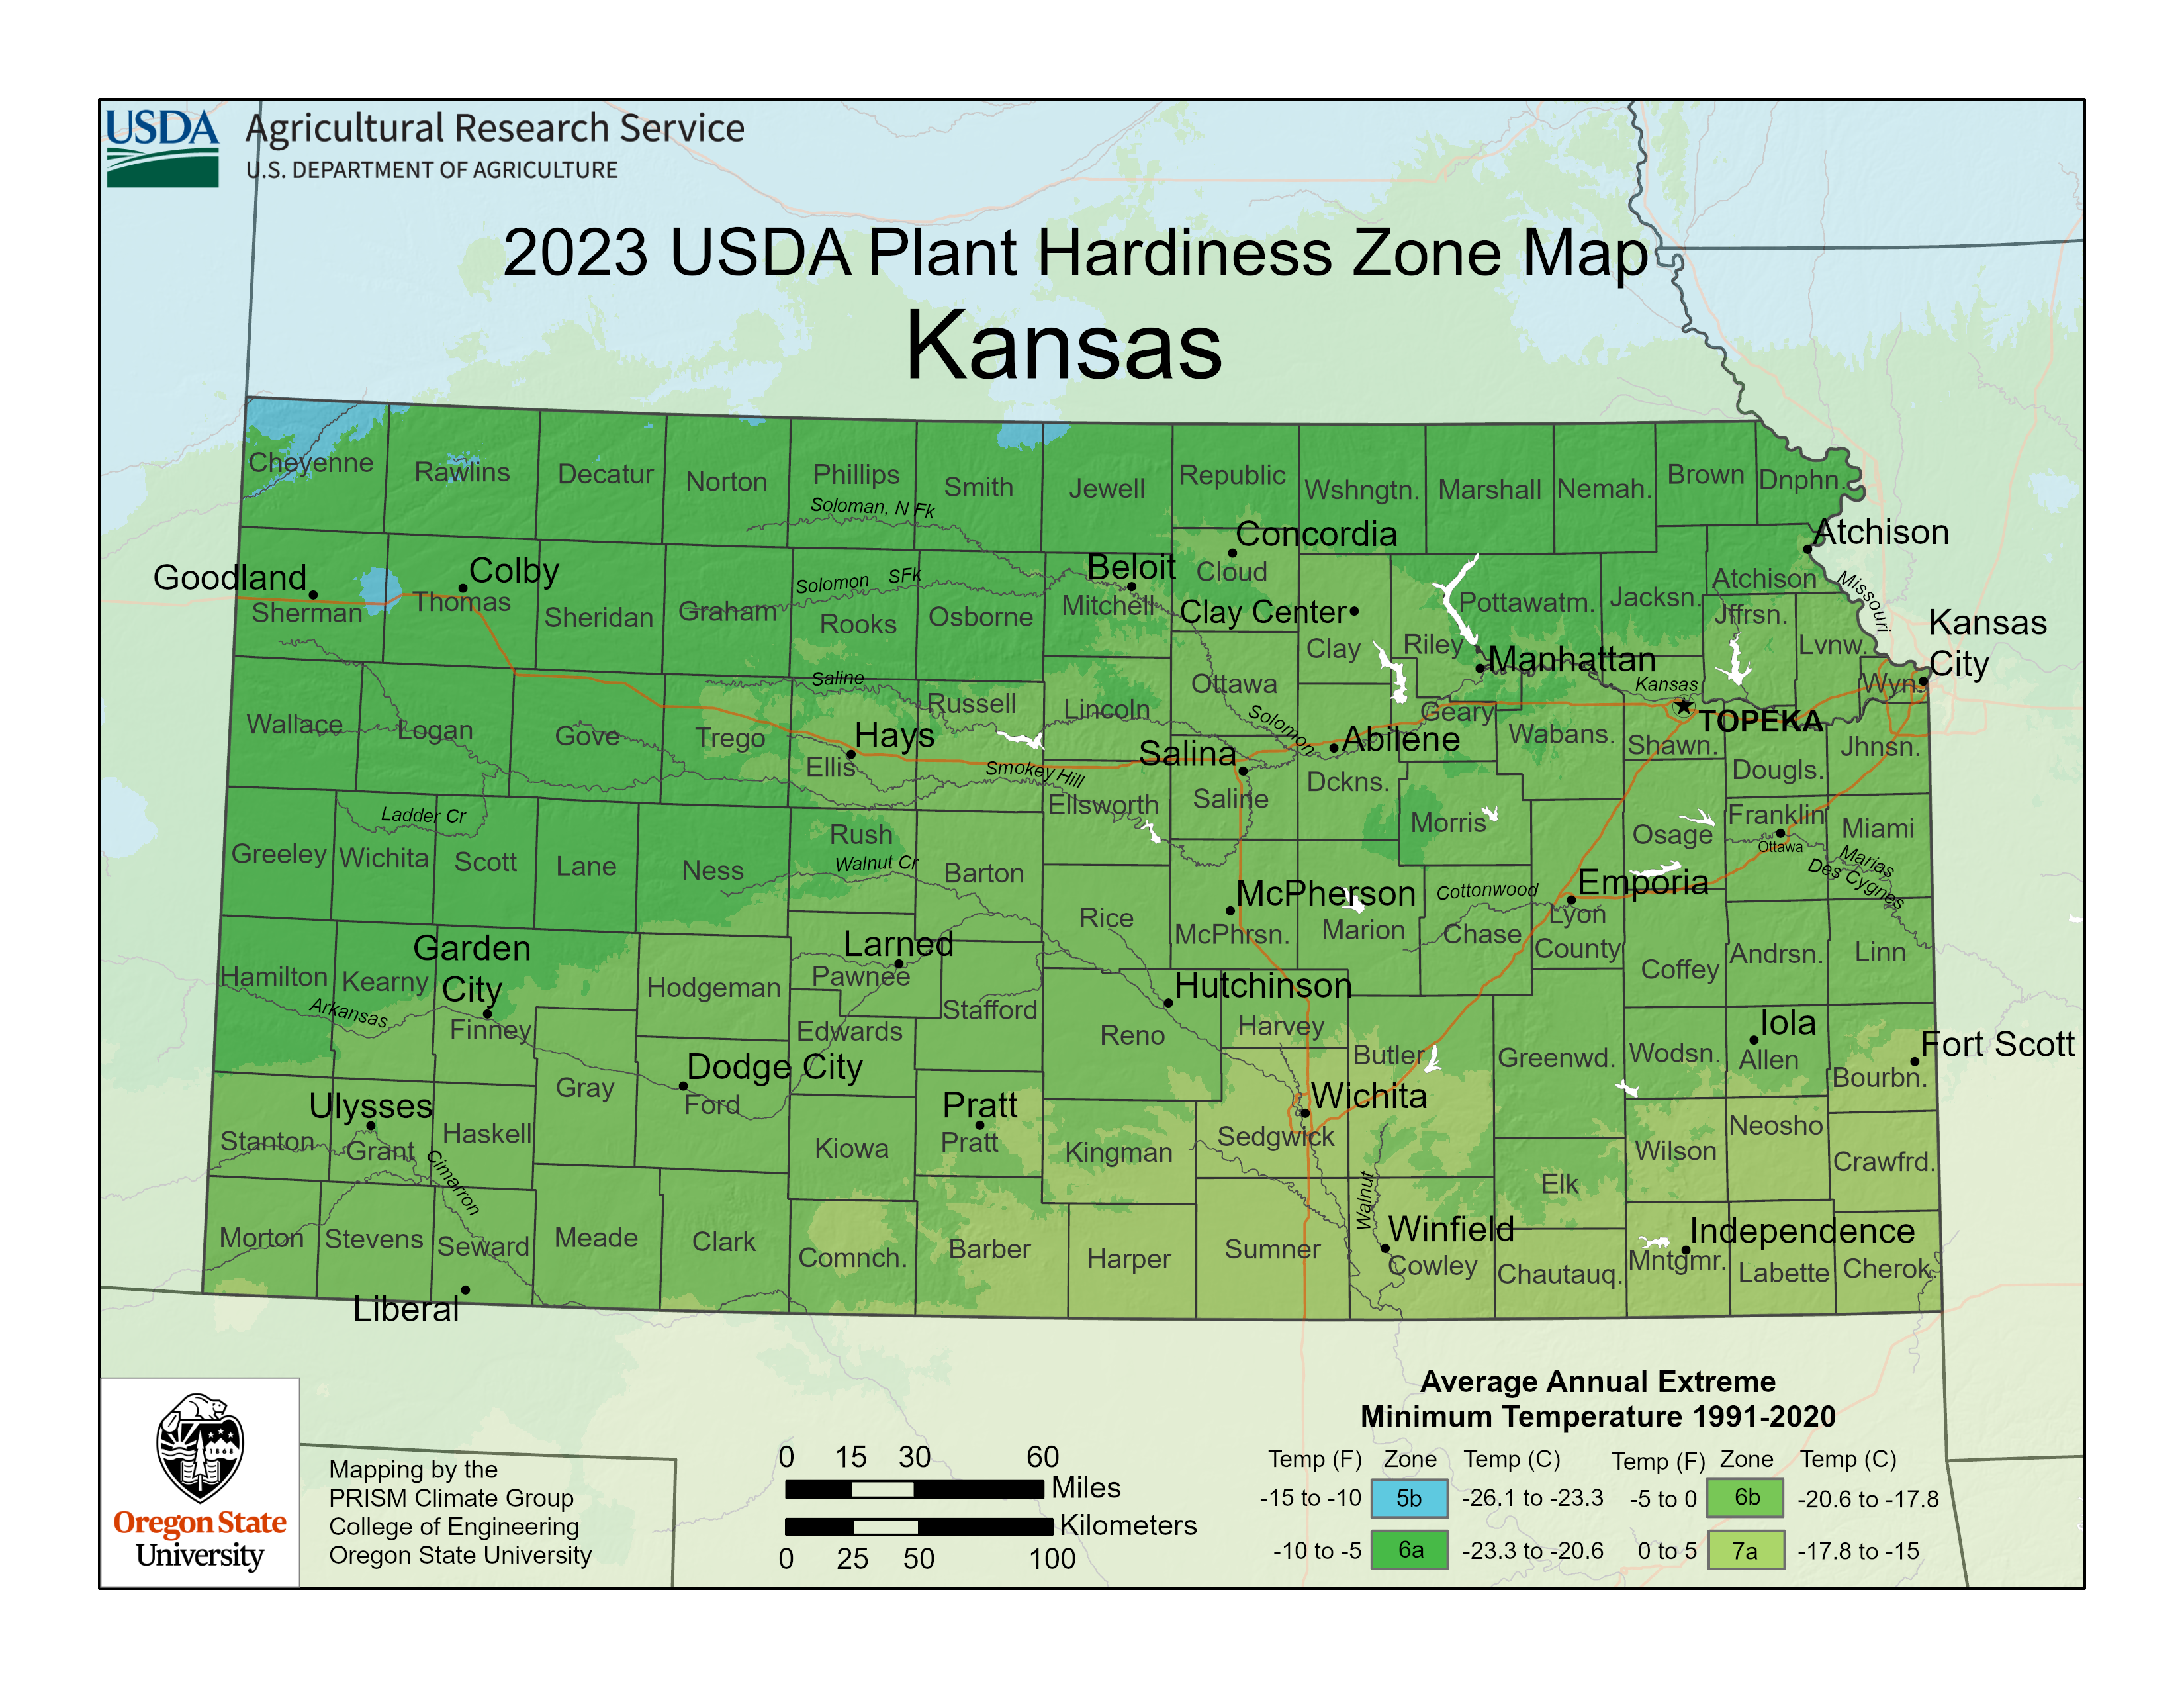 USDA
Agricultural Research Service
U.S. DEPARTMENT OF AGRICULTURE
2023 USDA Plant Hardiness Zone Map
Kansas
Cheyenne
Rawlins
Decatur
Norton
Phillips
Smith
Jewell
Republic
Wshngtn.
Marshall
Nemah.
Brown
Dnphn.
Soloman, N Fk
Concordia
Atchison
Goodland
Colby
Beloit
Cloud
Atchison
Missouri
Sherman
Thomas
Sheridan
Graham
Solomon SFk
Rooks
Osborne
Mitchell
Clay Center
Clay
Riley
Pottawatm.
Jacksn.
Jffrsn.
Lvnw.
Kansas
City
Manhattan
Wyn.
Kansas
Saline
Wallace
Logan
Gove
Trego
Hays
Ellis
Russell
Lincoln
Ottawa
Solomon
Geary
Wabans.
TOPEKA
Shawn.
Dougls.
Jhnsn.
Salina
Abilene
Smokey Hill
Ellsworth
Saline
Dckns.
Morris
Ladder Cr
Greeley
Wichita
Scott
Lane
Ness
Rush
Walnut Cr
Barton
Rice
McPherson
McPhrsn.
Marion
Cottonwood
Chase
Emporia
Lyon
County
Osage
Franklin
Ottawa
Miami
Marias
Des Cygnes
Coffey
Andrsn.
Linn
Hamilton
Kearny
Garden
City
Finney
Arkansas
Hodgeman
Larned
Pawnee
Edwards
Stafford
Hutchinson
Reno
Harvey
Butler
Greenwd.
Wodsn.
Iola
Allen
Fort Scott
Bourbn.
Gray
Dodge City
Ford
Ulysses
Stanton
Grant
Haskell
Cimarron
Kiowa
Pratt
Pratt
Kingman
Wichita
Sedgwick
Walnut
Elk
Wilson
Neosho
Crawfrd.
Morton
Stevens
Seward
Liberal
Meade
Clark
Comnch.
Barber
Harper
Sumner
Winfield
Cowley
Chautauq.
Independence
Mntgmr.
Labette
Cherok.
1868
Oregon State
University
Mapping by the
PRISM Climate Group
College of Engineering
Oregon State University
0 15 30 60
Miles
Kilometers
0 25 50 100
Average Annual Extreme
Minimum Temperature 1991-2020
Temp (F) Zone Temp (C) Temp (F) Zone Temp (C)
-15 to -10 5b -26.1 to -23.3 -5 to 0 6b -20.6 to -17.8
-10 to -5 6a -23.3 to -20.6 0 to 5 7a -17.8 to -15